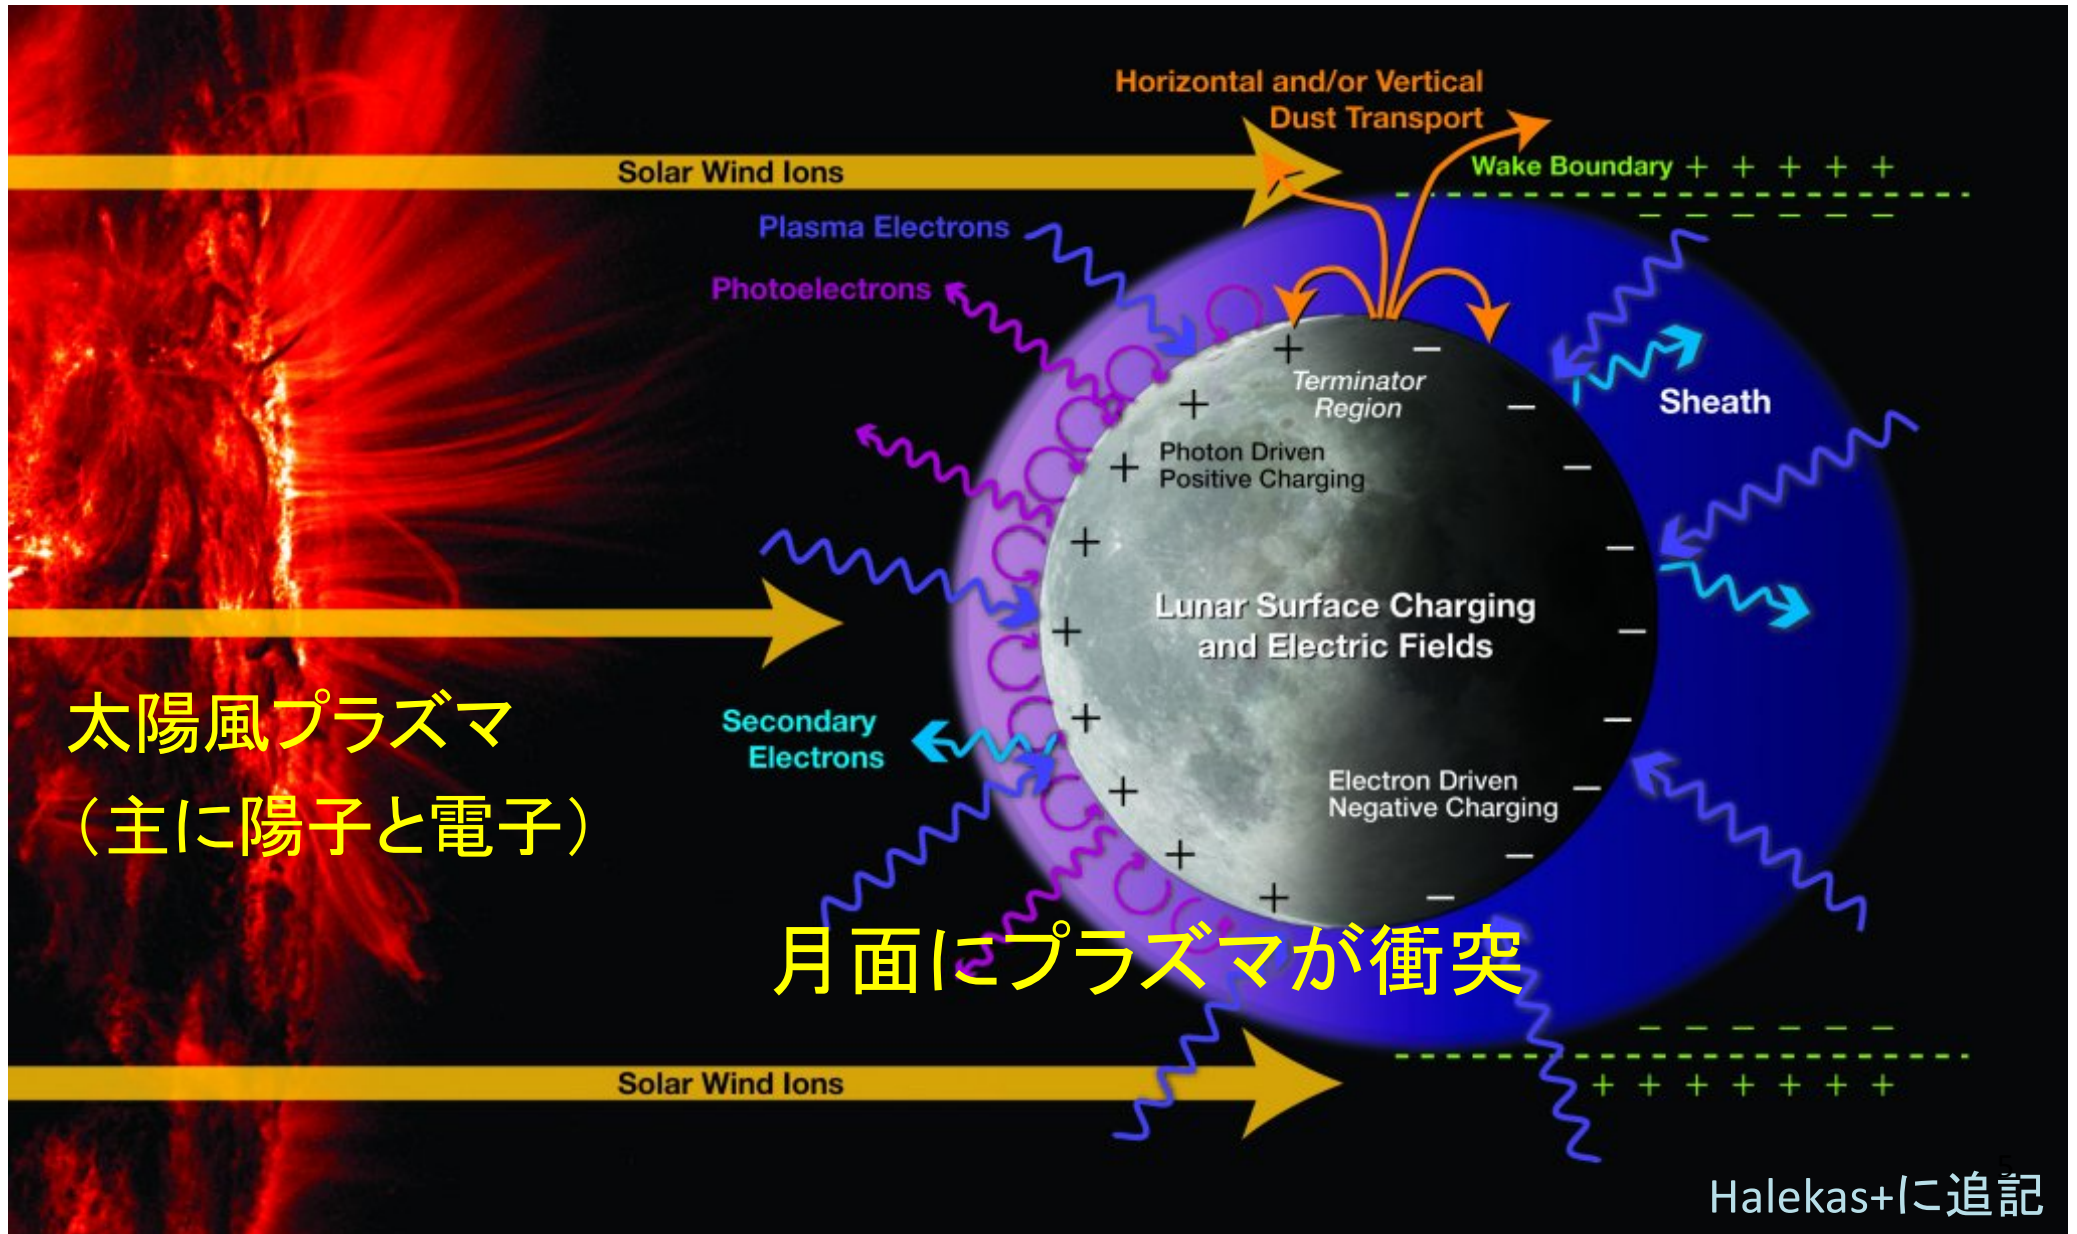 Horizontal and/or Vertical
Dust Transport
Solar Wind Ions
Wake Boundary + + + + +
– – – – – –
Plasma Electrons
Photoelectrons
Terminator
Region
Sheath
Photon Driven
Positive Charging
Lunar Surface Charging
and Electric Fields
太陽風プラズマ
(主に陽子と電子)
Secondary
Electrons
Electron Driven
Negative Charging
月面にプラズマが衝突
– – – – – –
+ + + + + + +
Solar Wind Ions
5
Halekas+に追記